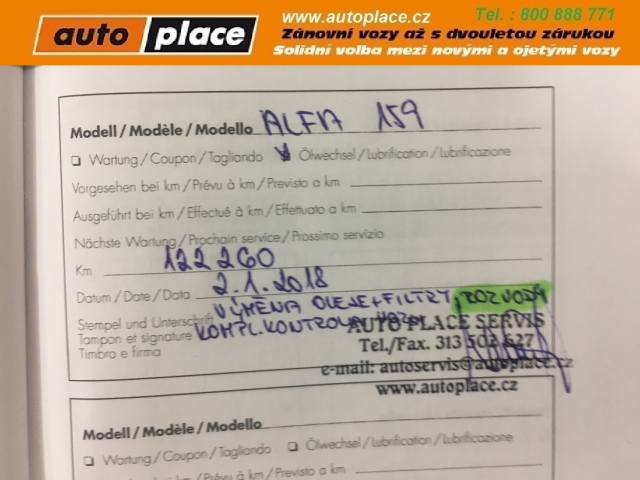 auto place
www.autoplace.cz
Tel. : 800 888 771
Zánovní vozy až s dvouletou zárukou
Solidní volba mezi novými a ojetými vozy
Modell / Modèle / Modello ALFA 159
Wartung / Coupon / Tagliando Ölwechsel / Lubrification / Lubrificazione
Vorgesehen bei km / Prévu à km / Previsto a km
Ausgeführt bei km / Effectué à km / Effettuato a km
Nächste Wartung / Prochain service / Prossimo servizio
Km 122 260
Datum / Date / Data 2.1.2018
Stempel und Unterschrift VÝMĚNA OLEJE + FILTRY, ROZVODY
Tampon et signature KOMPL. KONTROLA
Timbro e firma
AUTO PLACE SERVIS
Tel./Fax. 313 502 627
e-mail: autoservis@autoplace.cz
www.autoplace.cz
Modell / Modèle / Modello
Wartung / Coupon / Tagliando Ölwechsel / Lubrification / Lubrificazione
bei km / Prévu à km / Previsto a km